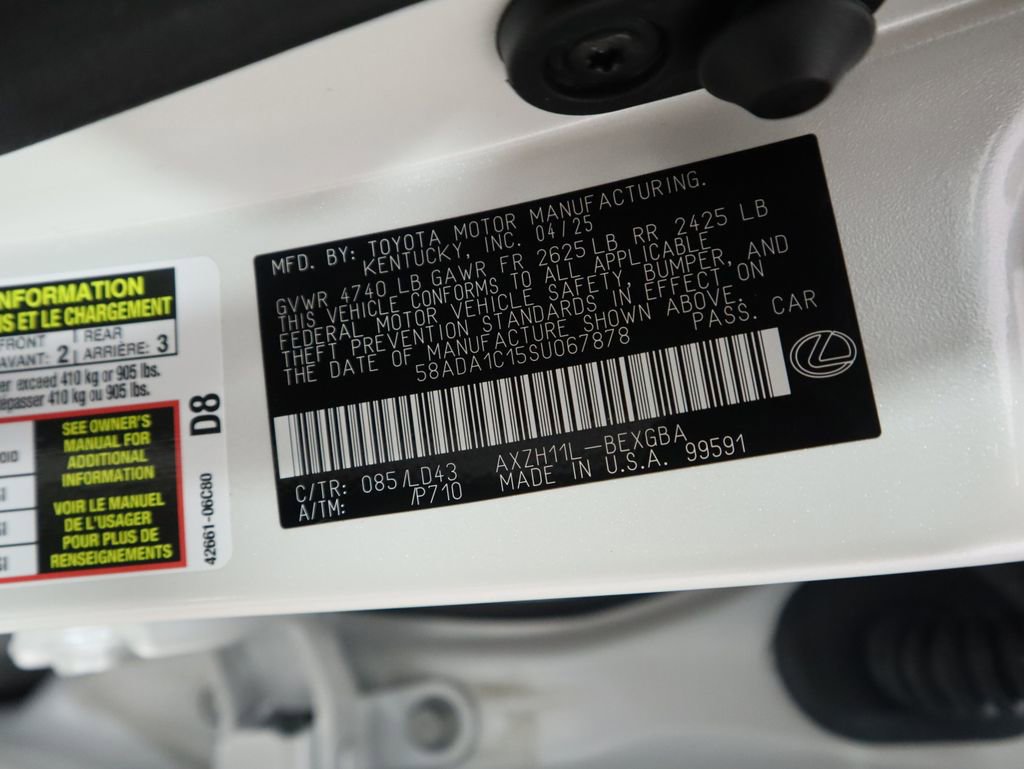 NFORMATION
IS ET LE CHARGEMENT
FRONT
AVANT: 2
REAR
ARRIÈRE: 3
er exceed 410 kg or 905 lbs.
épasser 410 kg ou 905 lbs.
SEE OWNER'S
MANUAL FOR
ADDITIONAL
INFORMATION
VOIR LE MANUEL
DE L'USAGER
POUR PLUS DE
RENSEIGNEMENTS
D8
42661-06C80
MFD. BY: TOYOTA MOTOR MANUFACTURING.
KENTUCKY, INC. 04/25
GVWR 4740 LB GAWR FR 2625 LB RR 2425 LB
THIS VEHICLE CONFORMS TO ALL APPLICABLE
FEDERAL MOTOR VEHICLE SAFETY, BUMPER, AND
THEFT PREVENTION STANDARDS IN EFFECT ON
THE DATE OF MANUFACTURE SHOWN ABOVE.
58ADA1C15SU067878 PASS. CAR
C/TR: 085/LD43 AXZH11L-BEXGBA
A/TM: /P710 MADE IN U.S.A. 99591